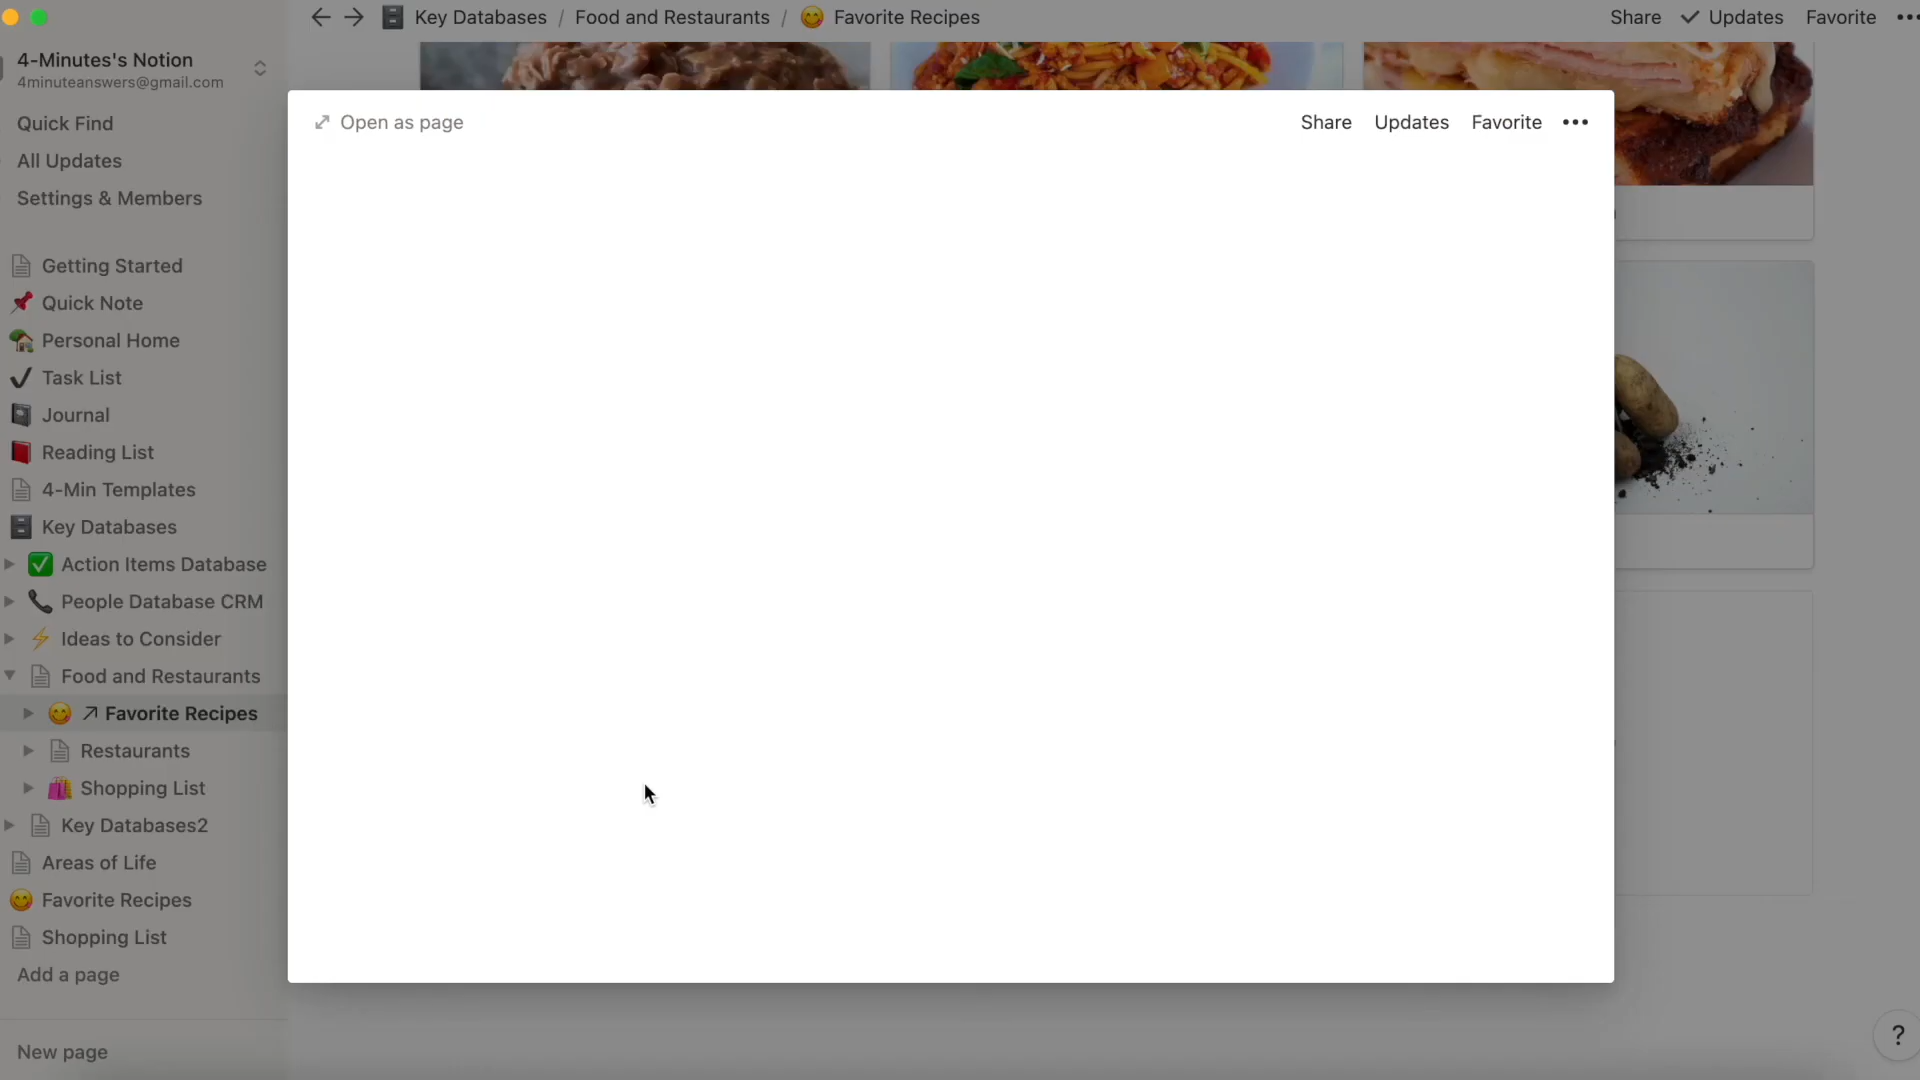 Key Databases / Food and Restaurants / Favorite Recipes
Share Updates Favorite
4-Minutes's Notion
4minuteanswers@gmail.com
Quick Find
All Updates
Settings & Members
Getting Started
Quick Note
Personal Home
Task List
Journal
Reading List
4-Min Templates
Key Databases
Action Items Database
People Database CRM
Ideas to Consider
Food and Restaurants
Favorite Recipes
Restaurants
Shopping List
Key Databases2
Areas of Life
Favorite Recipes
Shopping List
Add a page
New page
Open as page
Share Updates Favorite •••
?